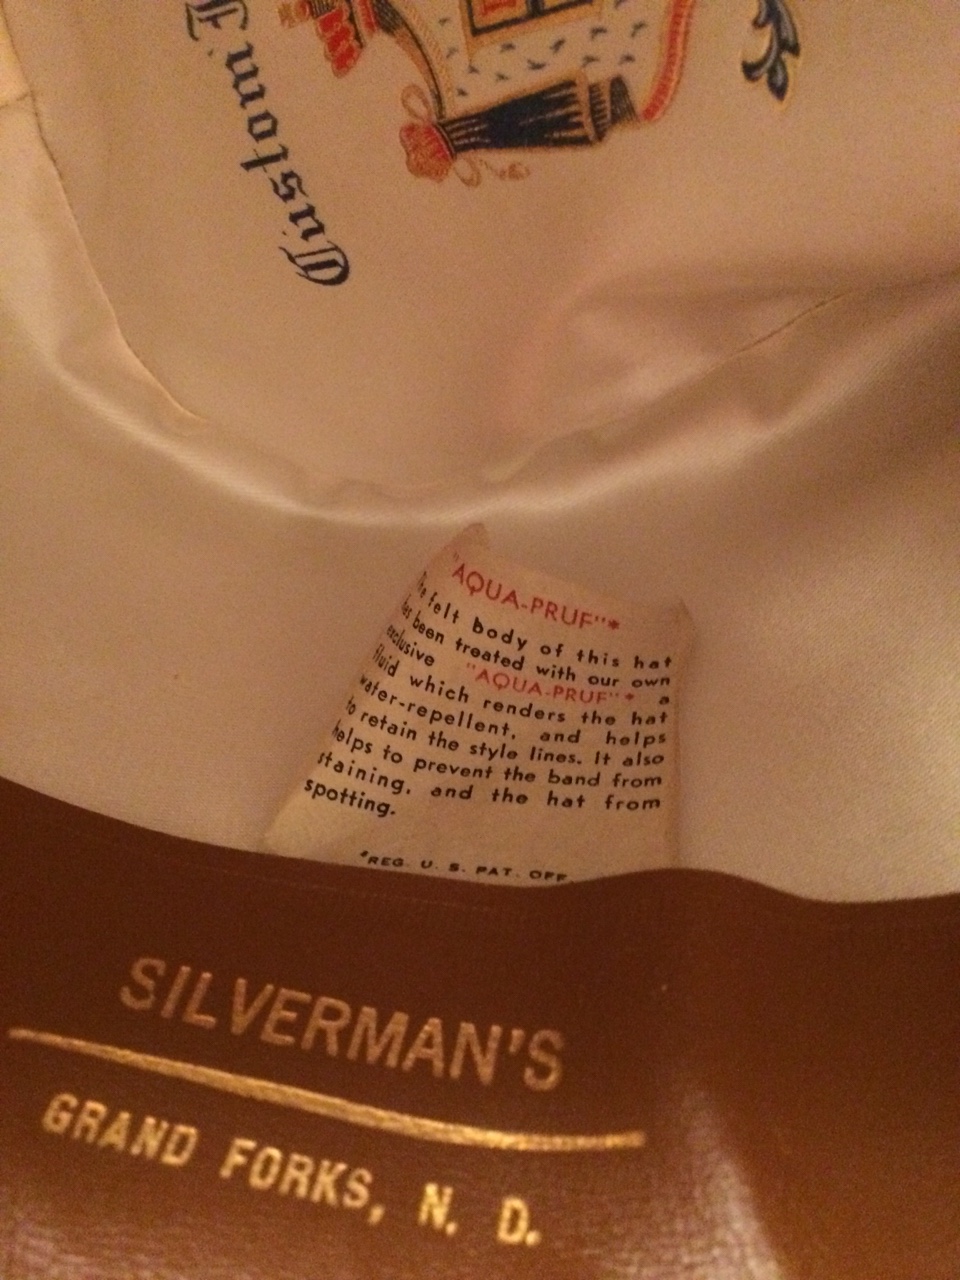 Custom
"AQUA-PRUF"*
The felt body of this hat
has been treated with our own
exclusive "AQUA-PRUF"* a
fluid which renders the hat
water-repellent, and helps
to retain the style lines. It also
helps to prevent the band from
staining, and the hat from
spotting.
*REG. U. S. PAT. OFF.
SILVERMAN'S
GRAND FORKS, N. D.